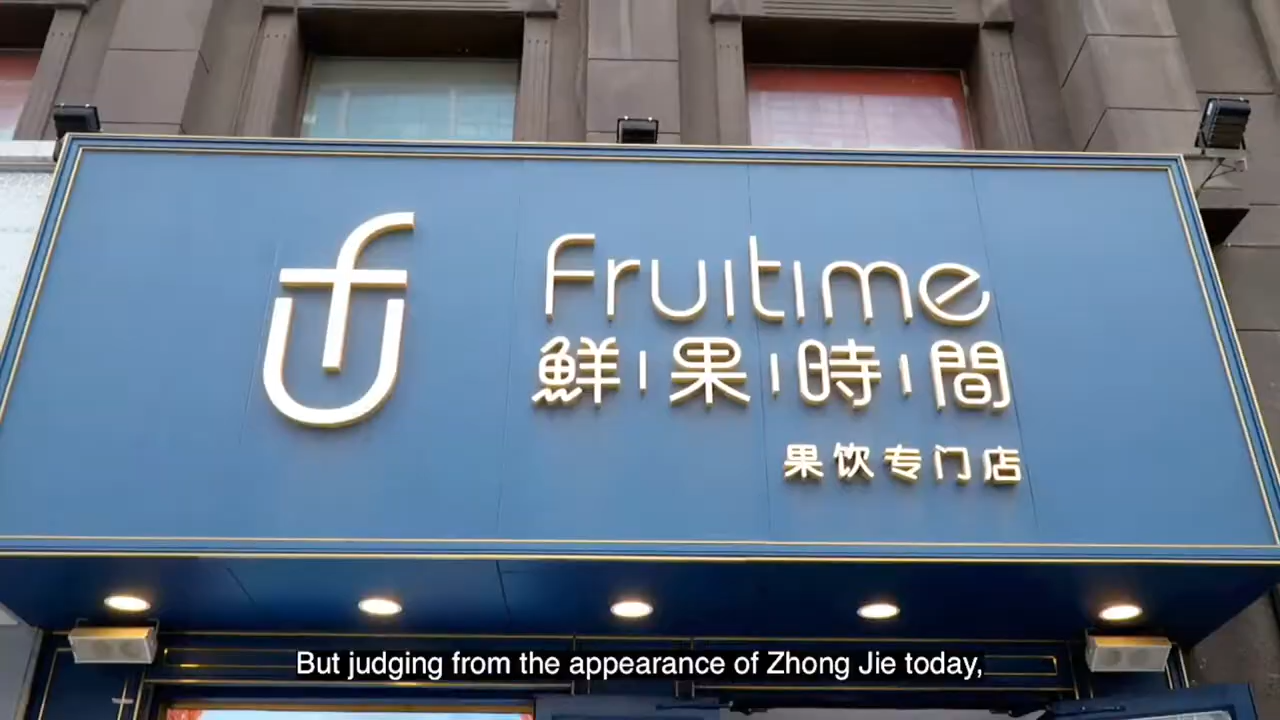 fu
fruitime
鮮果時間
果饮专门店
But judging from the appearance of Zhong Jie today,